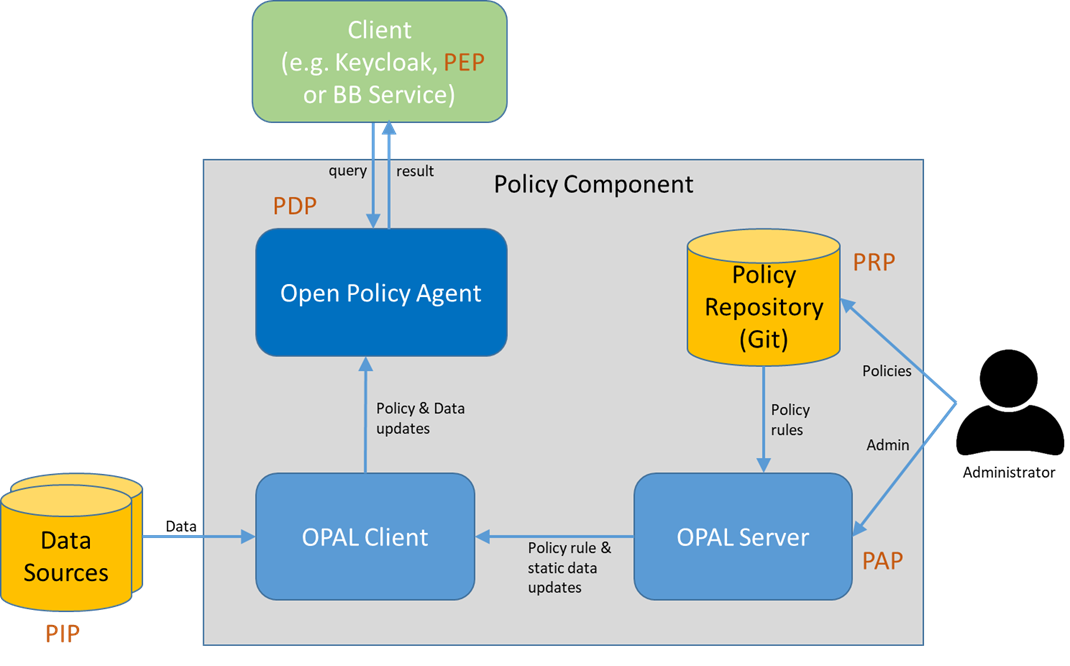 Client
(e.g. Keycloak, PEP
or BB Service)
query
result
Policy Component
PDP
Open Policy Agent
Policy
Repository
(Git)
PRP
Policies
Policy & Data
updates
Policy
rules
Admin
Administrator
Data
Sources
PIP
Data
OPAL Client
Policy rule &
static data
updates
OPAL Server
PAP